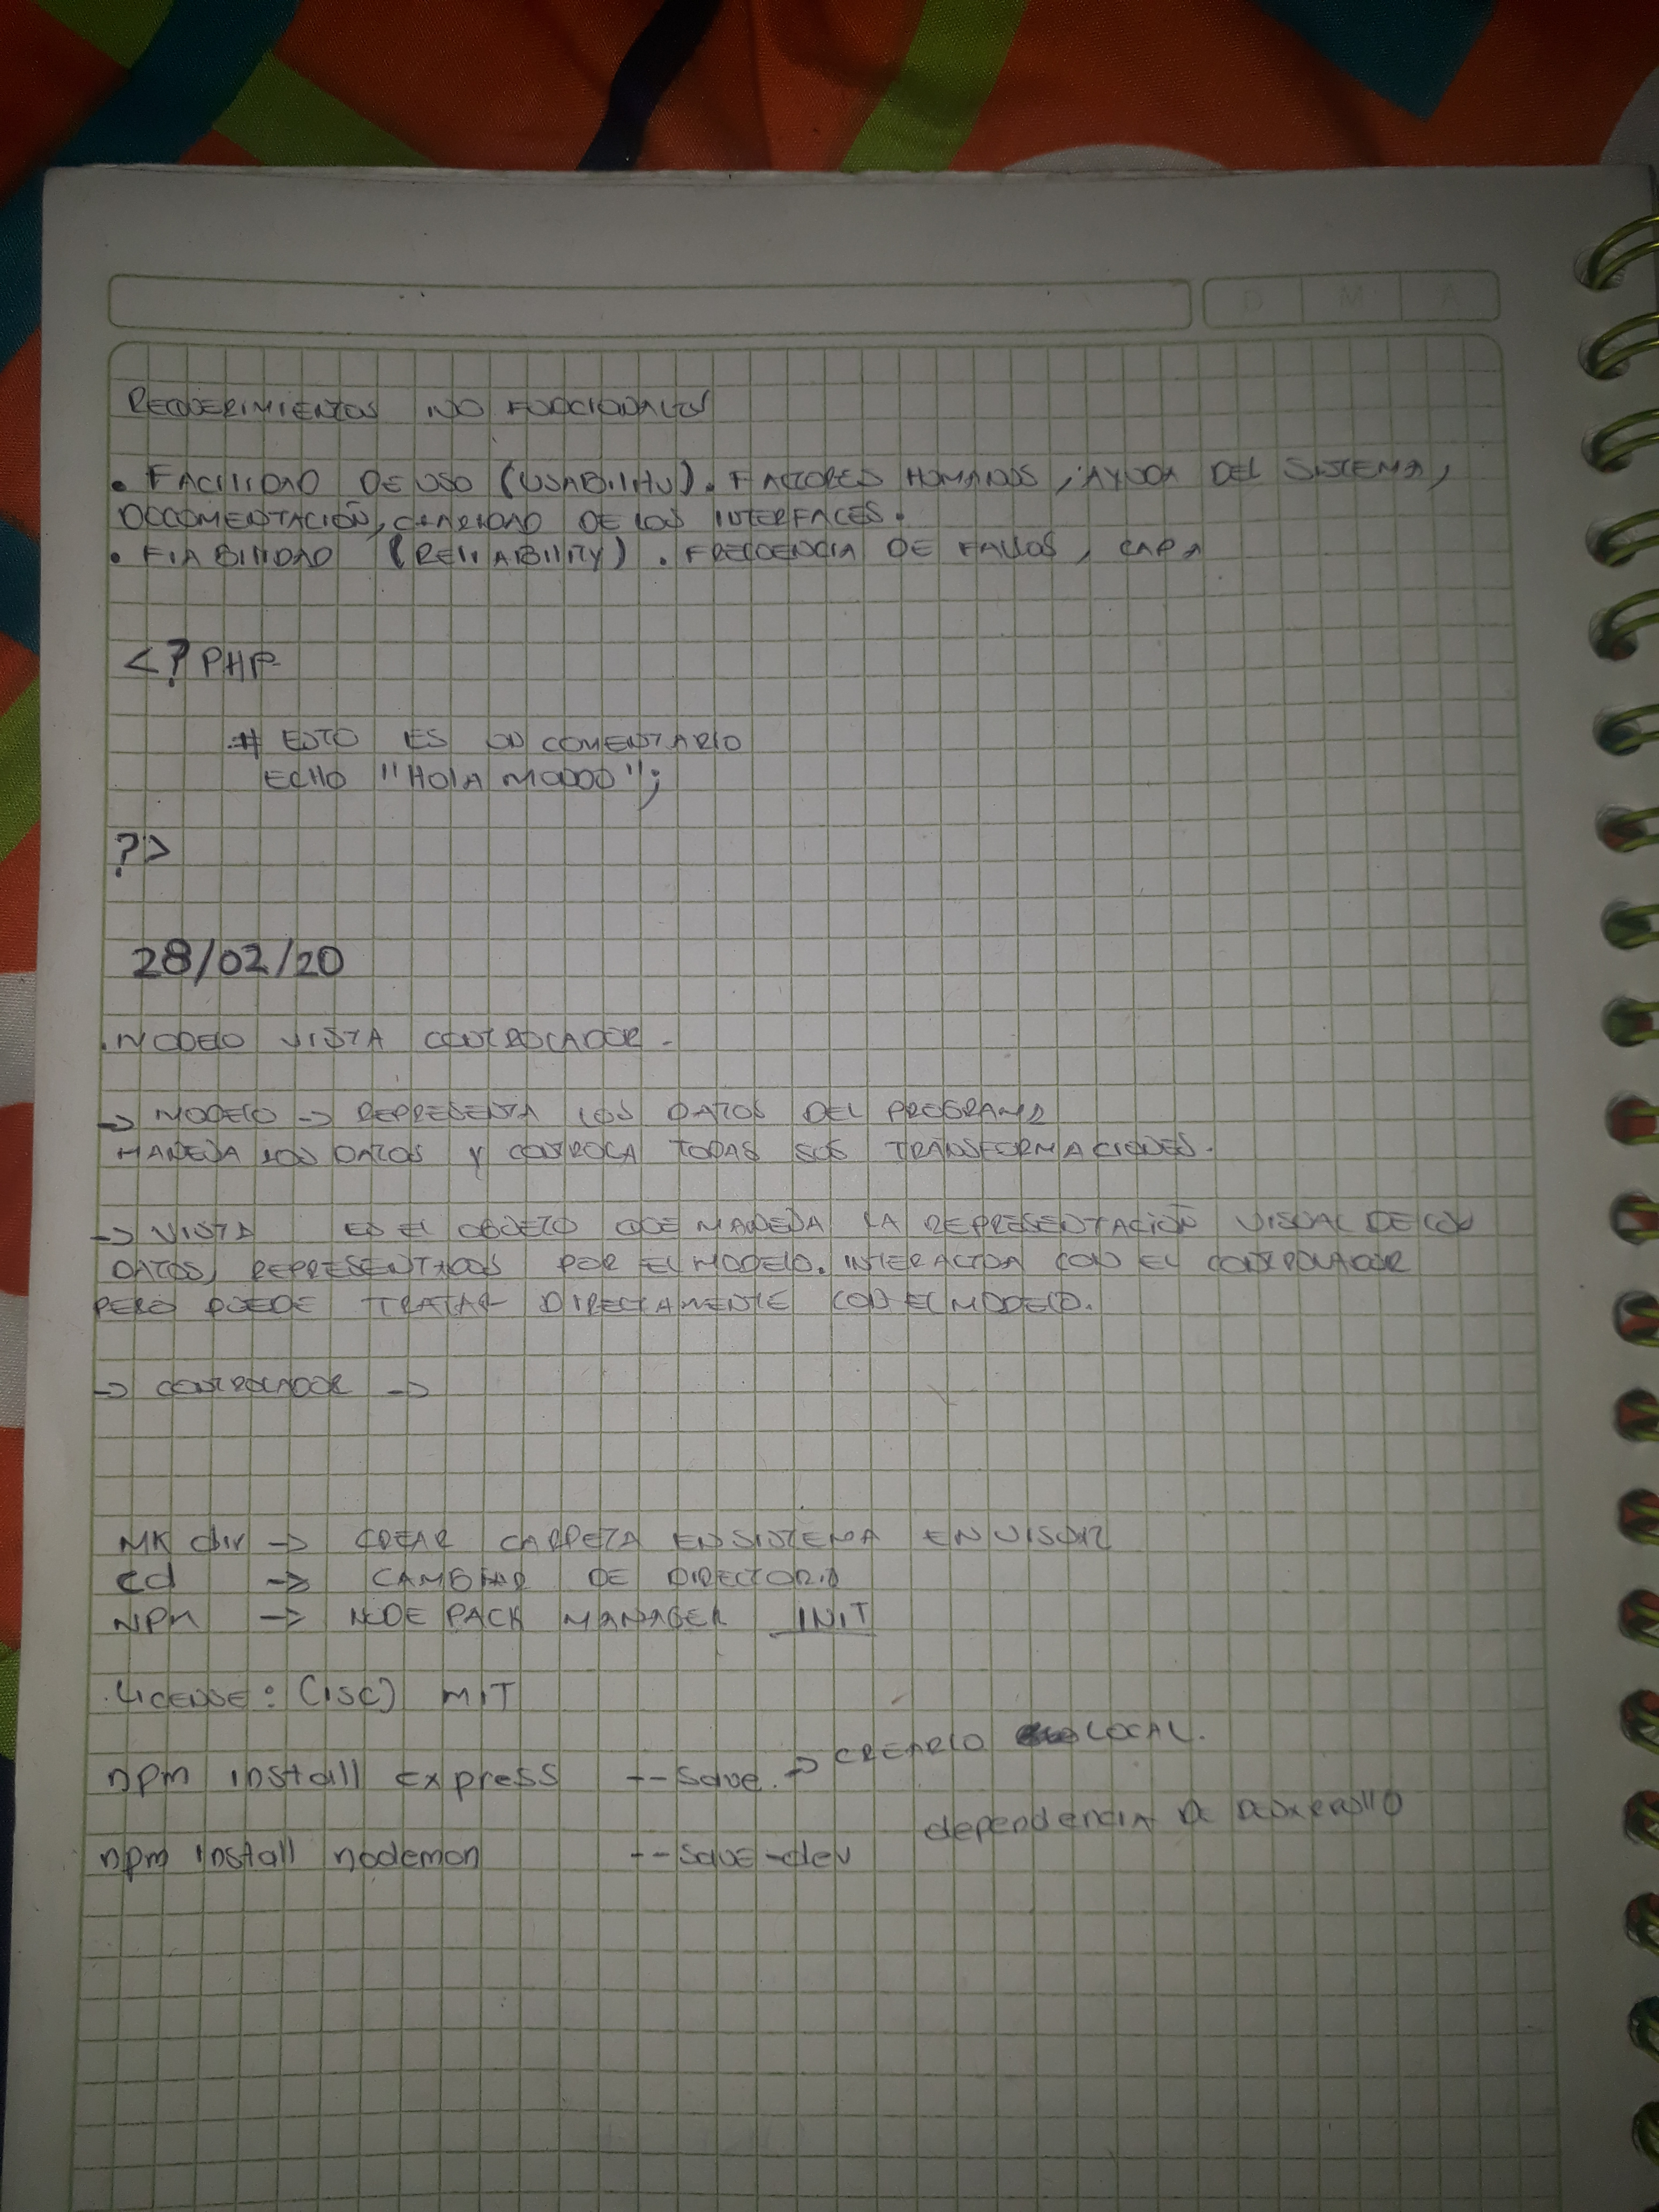 D M A
REQUERIMIENTOS NO FUNCIONALES
• FACILIDAD DE USO (USABILITY). FACTORES HUMANOS, AYUDA DEL SISTEMA,
DOCUMENTACIÓN, CLARIDAD DE LOS INTERFACES.
• FIABILIDAD (RELIABILITY). FRECUENCIA DE FALLOS, CAPA
<? PHP
# ESTO ES UN COMENTARIO
ECHO "HOLA MUNDO";
?>
28/02/20
.MODELO VISTA CONTROLADOR.
-> MODELO -> REPRESENTA LOS DATOS DEL PROGRAMA
MANEJA LOS DATOS Y CONTROLA TODAS SUS TRANSFORMACIONES.
-> VISTA ES EL OBJETO QUE MANEJA LA REPRESENTACIÓN VISUAL DE LOS
DATOS, REPRESENTADOS POR EL MODELO. INTERACTUA CON EL CONTROLADOR
PERO PUEDE TRATAR DIRECTAMENTE CON EL MODELO.
-> CONTROLADOR ->
MK dir -> CREAR CARPETA EN SISTEMA EN
cd -> CAMBIAR DE DIRECTORIO
NPM -> NODE PACK MANAGER INIT
.LICENSE: (ISC) MIT
npm install express --save. -> CREARLO LOCAL.
dependencia DE DESARROLLO
npm install nodemon --save-dev